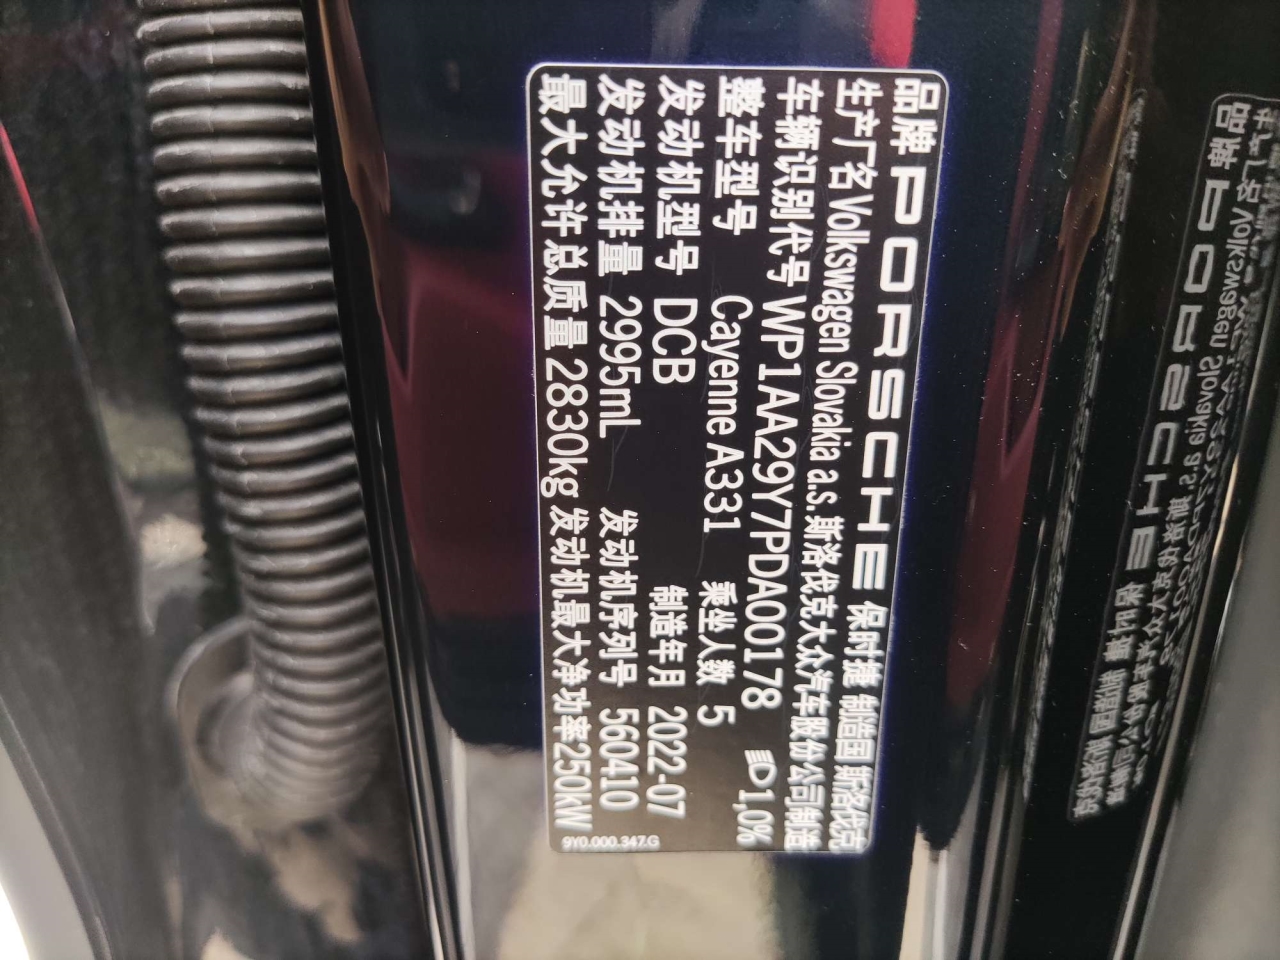 品牌 PORSCHE 保时捷 制造国 斯洛伐克
生产厂名 Volkswagen Slovakia a.s.斯洛伐克大众汽车股份公司制造
车辆识别代号 WP1AA29Y7PDA00178 1,0%
整车型号 Cayenne A331 乘坐人数 5
发动机型号 DCB 制造年月 2022-07
发动机排量 2995mL 发动机序列号 560410
最大允许总质量 2830kg 发动机最大净功率250kW
9Y0.000.347.G